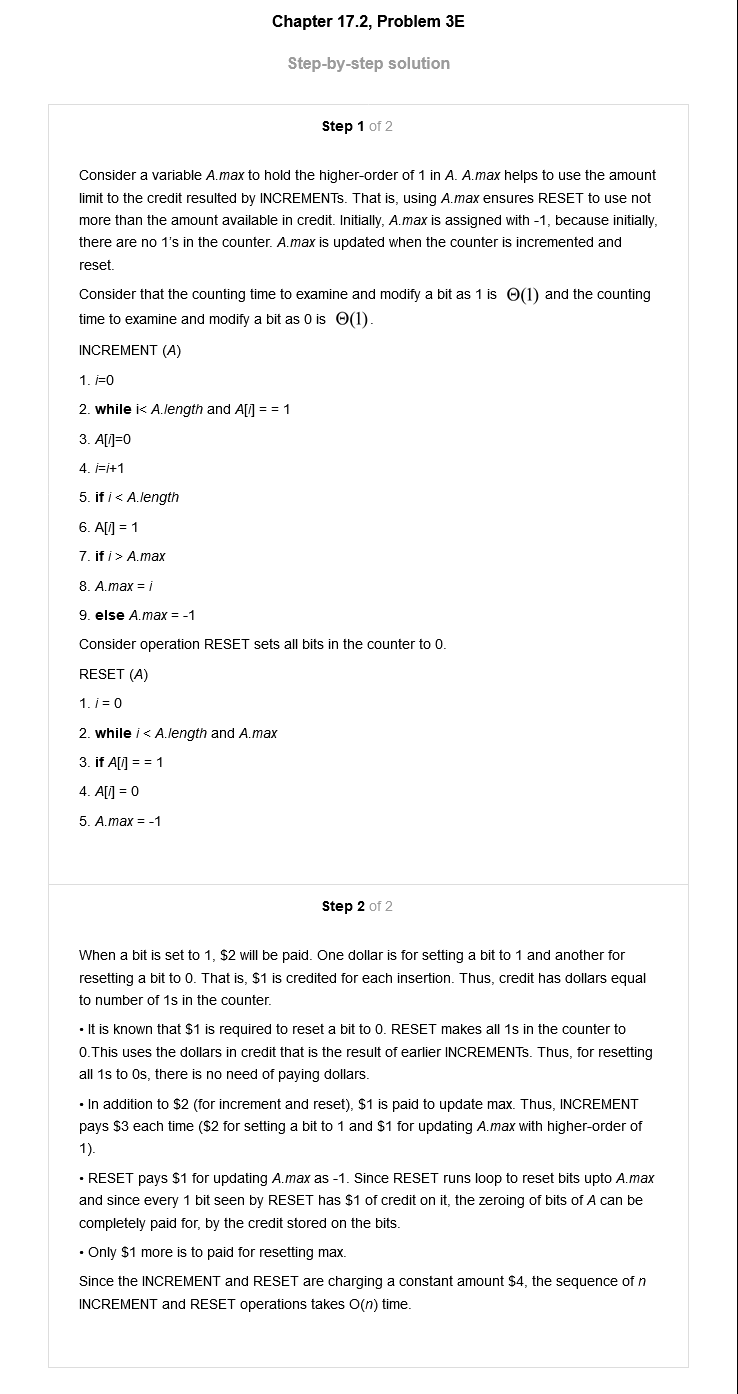 Chapter 17.2, Problem 3E
Step-by-step solution
Step 1 of 2
Consider a variable A.max to hold the higher-order of 1 in A. A.max helps to use the amount
limit to the credit resulted by INCREMENTs. That is, using A.max ensures RESET to use not
more than the amount available in credit. Initially, A.max is assigned with -1, because initially,
there are no 1's in the counter. A.max is updated when the counter is incremented and
reset.
Consider that the counting time to examine and modify a bit as 1 is Θ(1) and the counting
time to examine and modify a bit as 0 is Θ(1).
INCREMENT (A)
1. i=0
2. while i< A.length and A[i] = = 1
3. A[i]=0
4. i=i+1
5. if i < A.length
6. A[i] = 1
7. if i > A.max
8. A.max = i
9. else A.max = -1
Consider operation RESET sets all bits in the counter to 0.
RESET (A)
1. i = 0
2. while i < A.length and A.max
3. if A[i] = = 1
4. A[i] = 0
5. A.max = -1
Step 2 of 2
When a bit is set to 1, $2 will be paid. One dollar is for setting a bit to 1 and another for
resetting a bit to 0. That is, $1 is credited for each insertion. Thus, credit has dollars equal
to number of 1s in the counter.
• It is known that $1 is required to reset a bit to 0. RESET makes all 1s in the counter to
0.This uses the dollars in credit that is the result of earlier INCREMENTs. Thus, for resetting
all 1s to 0s, there is no need of paying dollars.
• In addition to $2 (for increment and reset), $1 is paid to update max. Thus, INCREMENT
pays $3 each time ($2 for setting a bit to 1 and $1 for updating A.max with higher-order of
1).
• RESET pays $1 for updating A.max as -1. Since RESET runs loop to reset bits upto A.max
and since every 1 bit seen by RESET has $1 of credit on it, the zeroing of bits of A can be
completely paid for, by the credit stored on the bits.
• Only $1 more is to paid for resetting max.
Since the INCREMENT and RESET are charging a constant amount $4, the sequence of n
INCREMENT and RESET operations takes O(n) time.